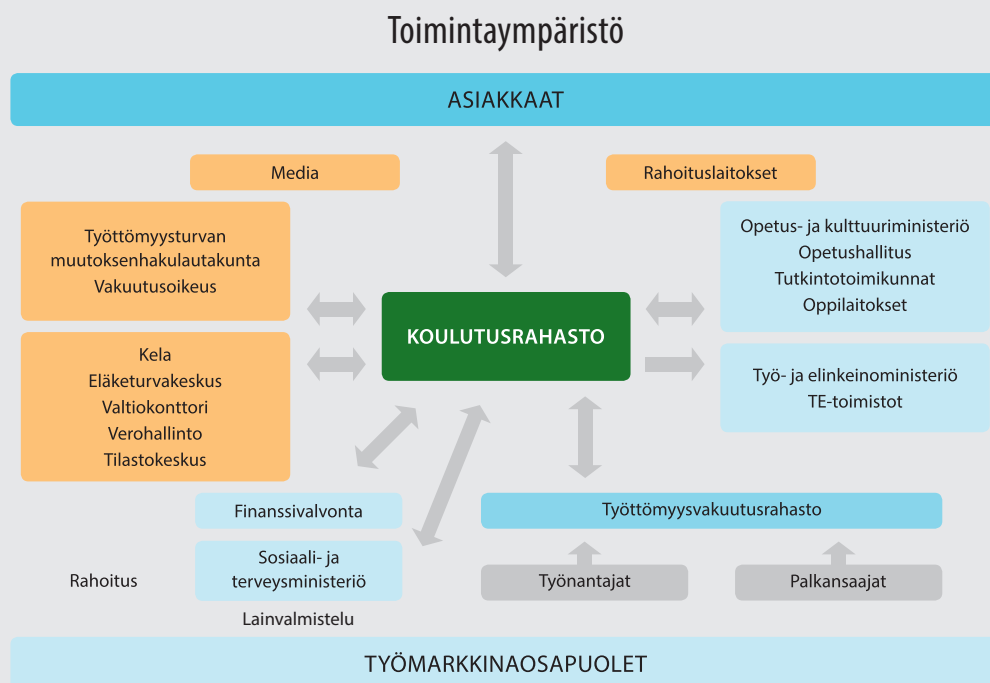 Toimintaympäristö
ASIAKKAAT
Media
Rahoituslaitokset
Työttömyysturvan
muutoksenhakulautakunta
Vakuutusoikeus
Opetus- ja kulttuuriministeriö
Opetushallitus
Tutkintotoimikunnat
Oppilaitokset
KOULUTUSRAHASTO
Kela
Eläketurvakeskus
Valtiokonttori
Verohallinto
Tilastokeskus
Työ- ja elinkeinoministeriö
TE-toimistot
Finanssivalvonta
Työttömyysvakuutusrahasto
Rahoitus
Sosiaali- ja
terveysministeriö
Työnantajat
Palkansaajat
Lainvalmistelu
TYÖMARKKINAOSAPUOLET